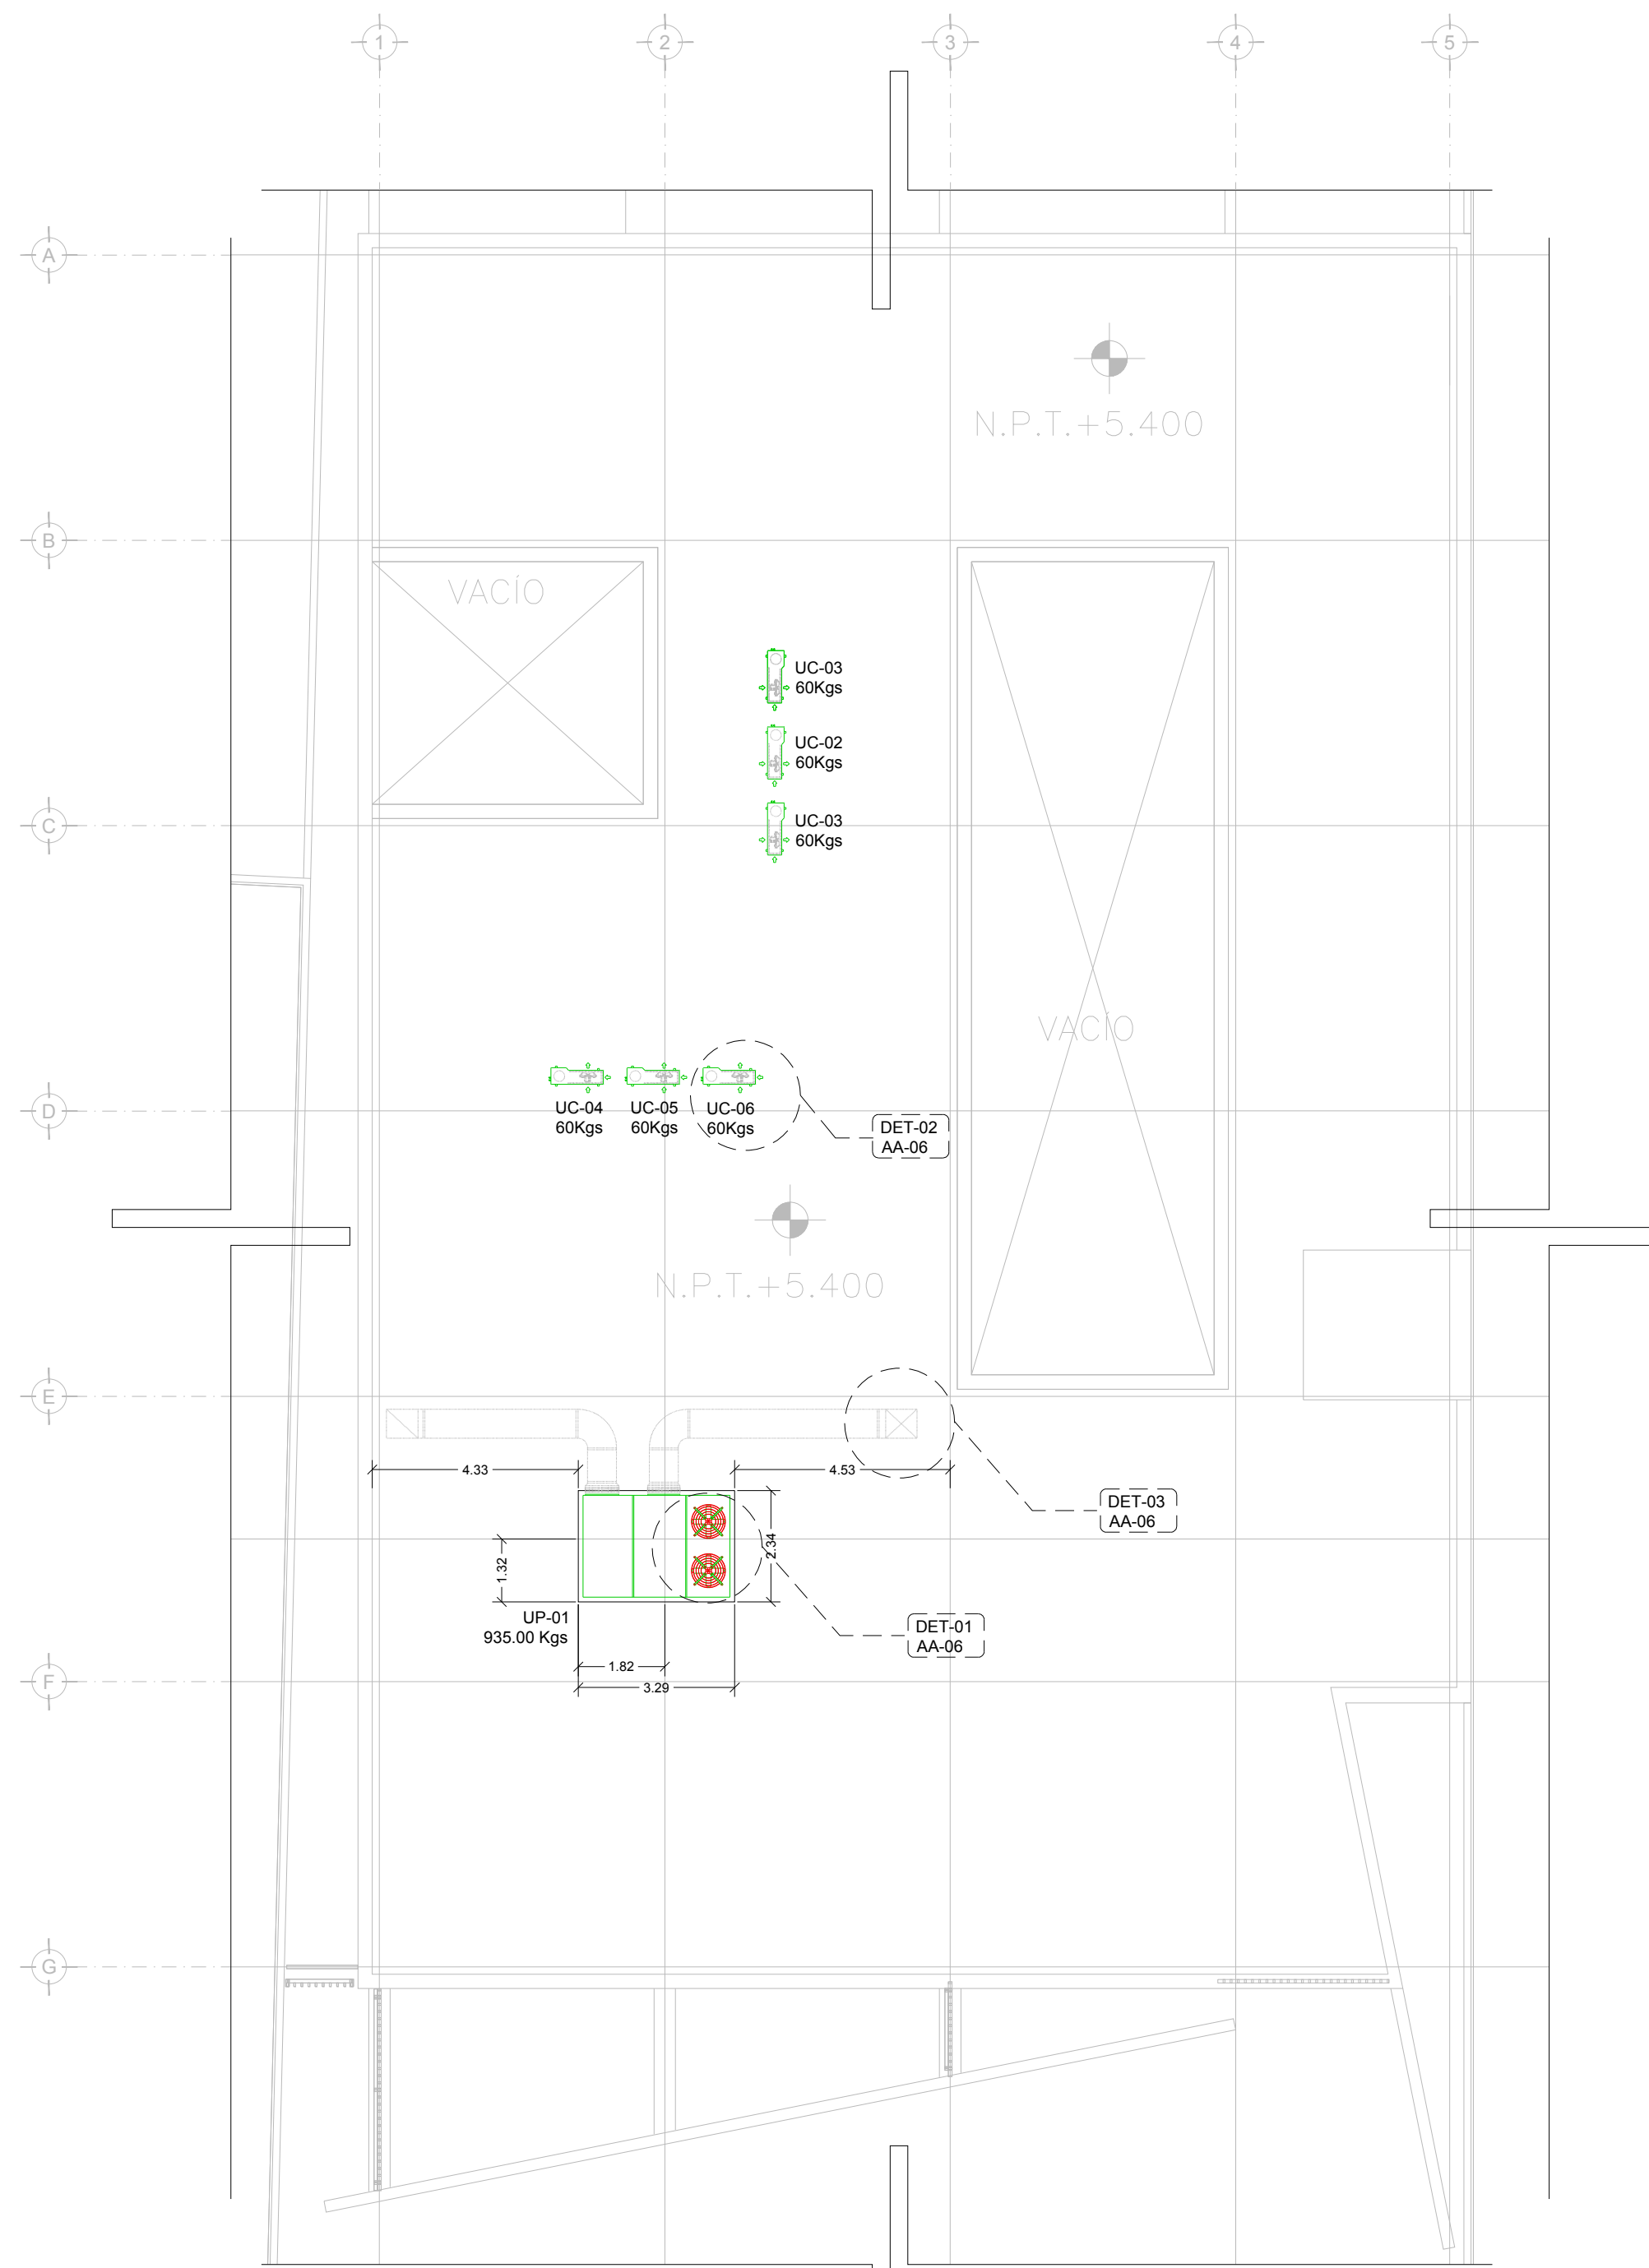 1
2
3
4
5
A
N.P.T.+5.400
B
VACÍO
UC-03
60Kgs
UC-02
60Kgs
C
UC-03
60Kgs
VACÍO
D
UC-04
60Kgs
UC-05
60Kgs
UC-06
60Kgs
DET-02
AA-06
N.P.T.+5.400
E
4.33
4.53
DET-03
AA-06
2.34
1.32
UP-01
935.00 Kgs
DET-01
AA-06
1.82
3.29
F
G